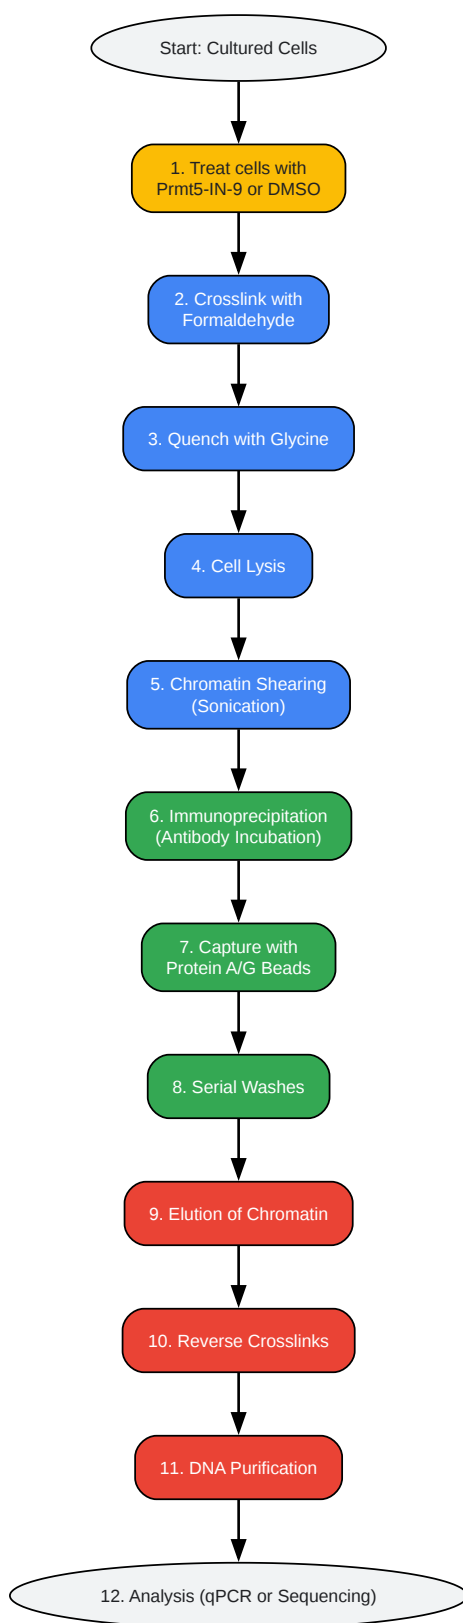 Start: Cultured Cells
1. Treat cells with
Prmt5-IN-9 or DMSO
2. Crosslink with
Formaldehyde
3. Quench with Glycine
4. Cell Lysis
5. Chromatin Shearing
(Sonication)
6. Immunoprecipitation
(Antibody Incubation)
7. Capture with
Protein A/G Beads
8. Serial Washes
9. Elution of Chromatin
10. Reverse Crosslinks
11. DNA Purification
12. Analysis (qPCR or Sequencing)